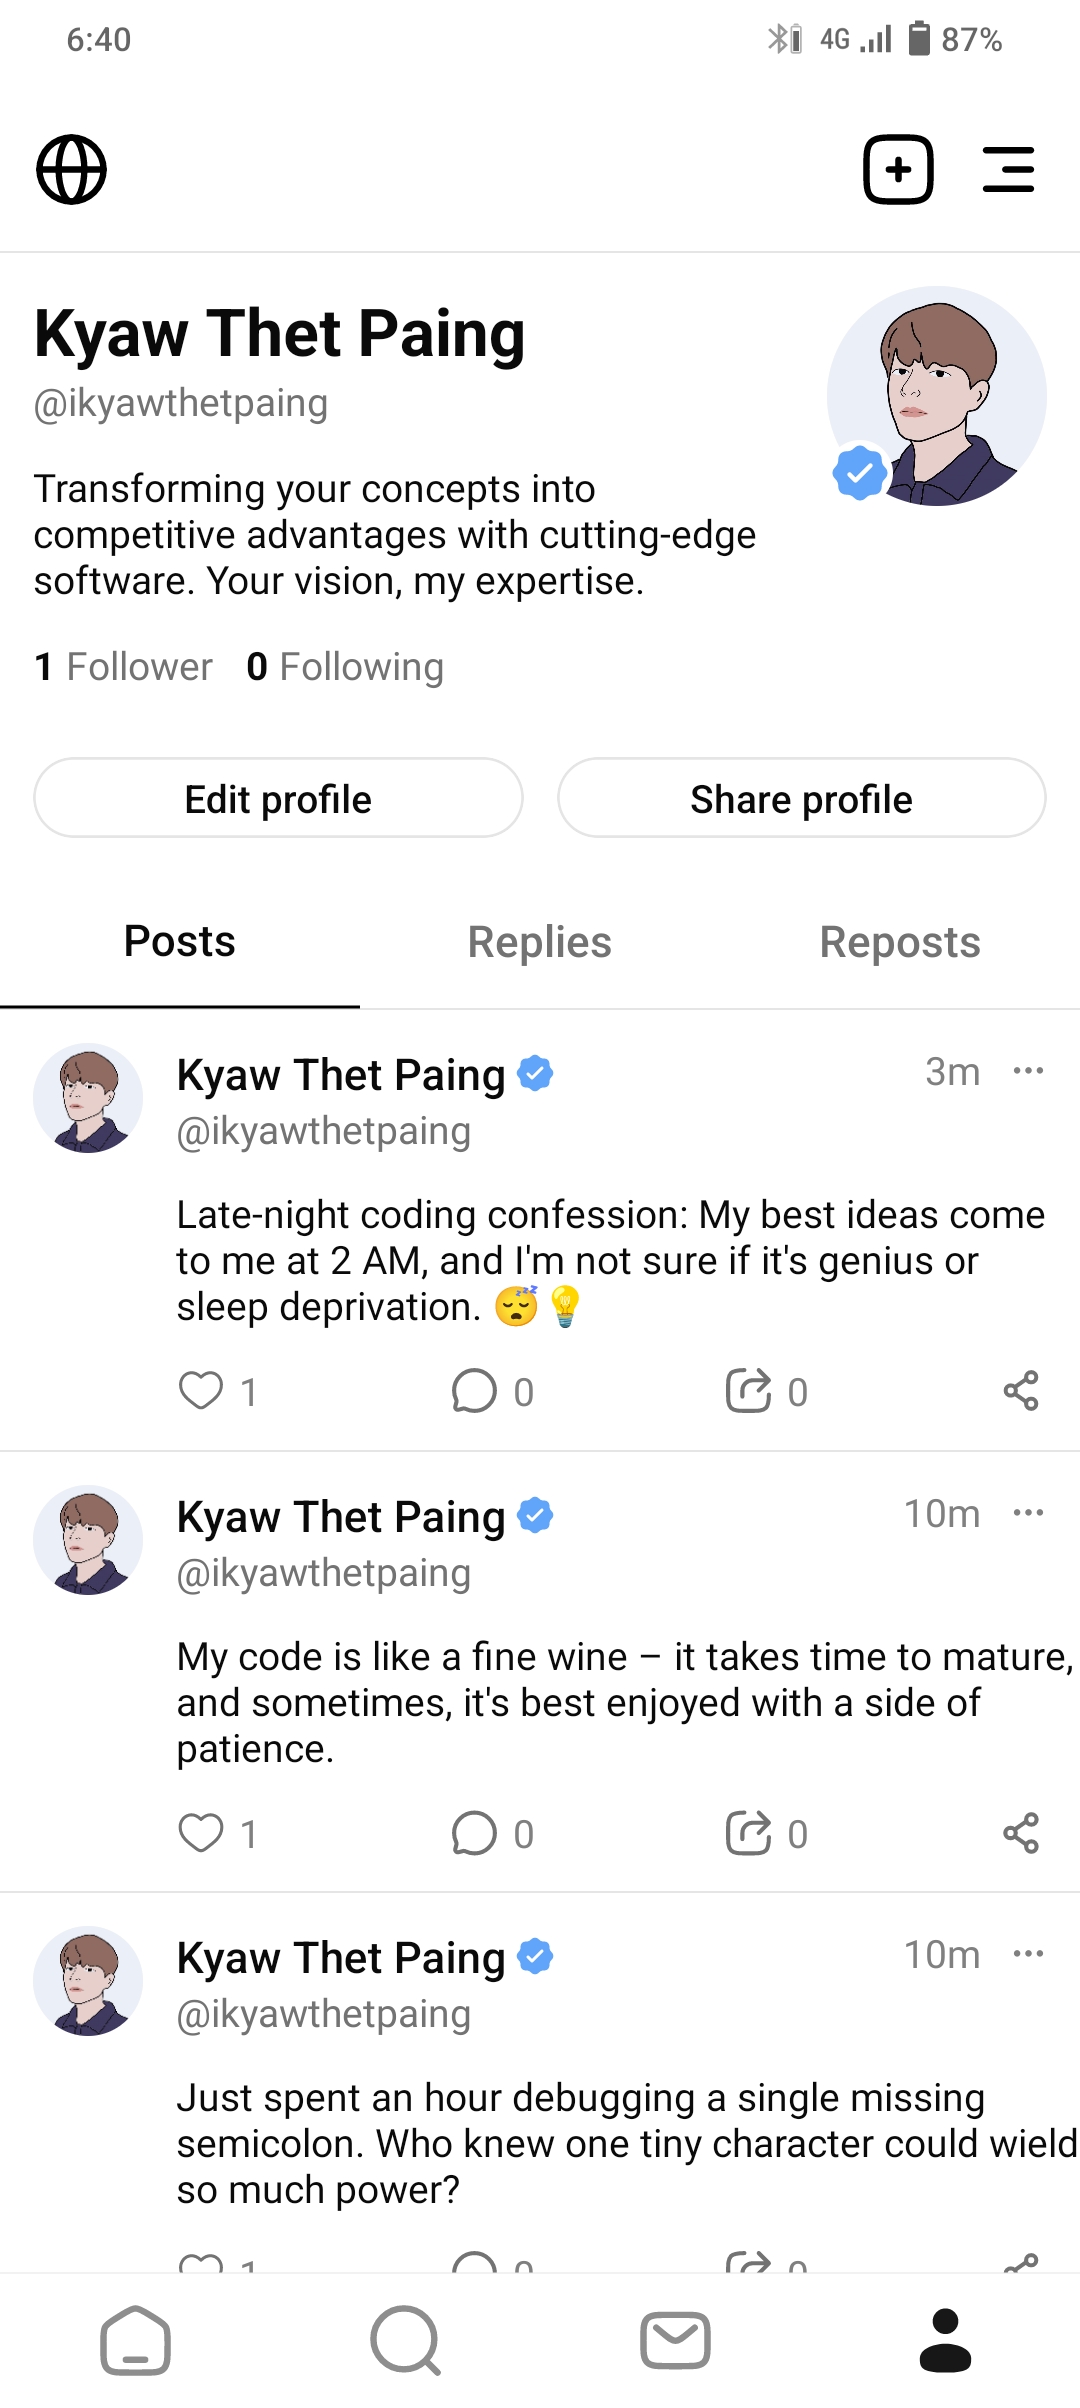 6:40
4G 87%
Kyaw Thet Paing
@ikyawthetpaing
Transforming your concepts into
competitive advantages with cutting-edge
software. Your vision, my expertise.
1 Follower 0 Following
Edit profile Share profile
Posts Replies Reposts
Kyaw Thet Paing 3m ...
@ikyawthetpaing
Late-night coding confession: My best ideas come
to me at 2 AM, and I'm not sure if it's genius or
sleep deprivation. 😴💡
1 0 0
Kyaw Thet Paing 10m ...
@ikyawthetpaing
My code is like a fine wine – it takes time to mature,
and sometimes, it's best enjoyed with a side of
patience.
1 0 0
Kyaw Thet Paing 10m ...
@ikyawthetpaing
Just spent an hour debugging a single missing
semicolon. Who knew one tiny character could wield
so much power?
1 0 0